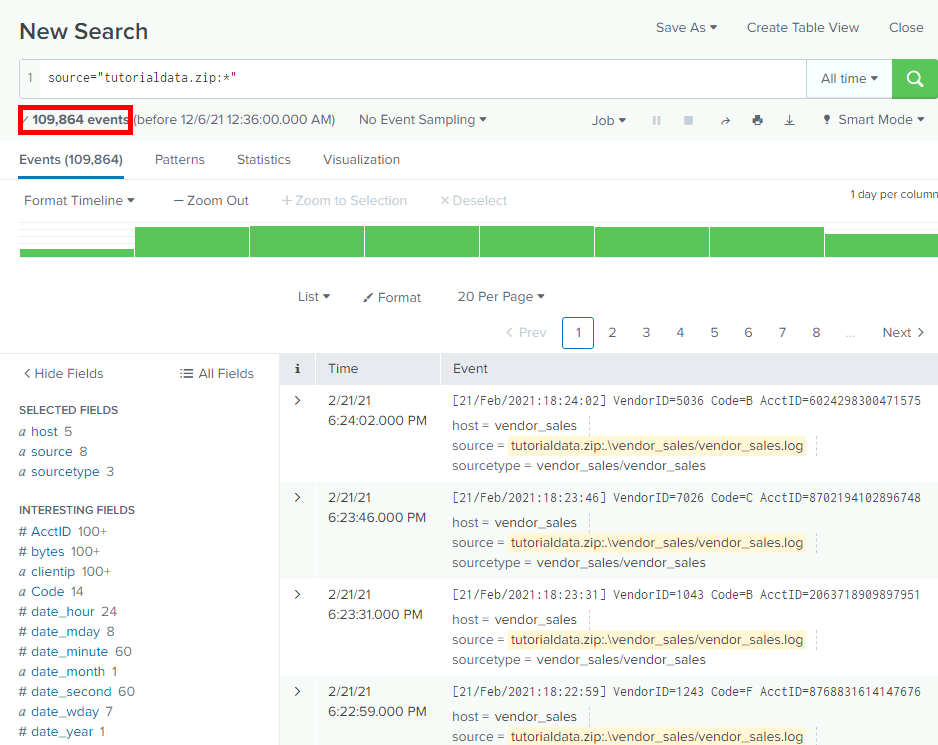 New Search
Save As ▾ Create Table View Close
1 source="tutorialdata.zip:*"
All time ▾
✓ 109,864 events (before 12/6/21 12:36:00.000 AM) No Event Sampling ▾
Job ▾ Smart Mode ▾
Events (109,864) Patterns Statistics Visualization
Format Timeline ▾ — Zoom Out + Zoom to Selection × Deselect
1 day per column
List ▾ Format 20 Per Page ▾
< Prev 1 2 3 4 5 6 7 8 ... Next >
< Hide Fields All Fields
i Time Event
SELECTED FIELDS
a host 5
a source 8
a sourcetype 3
INTERESTING FIELDS
# AcctID 100+
# bytes 100+
a clientip 100+
a Code 14
# date_hour 24
# date_mday 8
# date_minute 60
a date_month 1
# date_second 60
a date_wday 7
# date_year 1
> 2/21/21
6:24:02.000 PM
[21/Feb/2021:18:24:02] VendorID=5036 Code=B AcctID=6024298300471575
host = vendor_sales
source = tutorialdata.zip:.\vendor_sales/vendor_sales.log
sourcetype = vendor_sales/vendor_sales
> 2/21/21
6:23:46.000 PM
[21/Feb/2021:18:23:46] VendorID=7026 Code=C AcctID=8702194102896748
host = vendor_sales
source = tutorialdata.zip:.\vendor_sales/vendor_sales.log
sourcetype = vendor_sales/vendor_sales
> 2/21/21
6:23:31.000 PM
[21/Feb/2021:18:23:31] VendorID=1043 Code=B AcctID=2063718909897951
host = vendor_sales
source = tutorialdata.zip:.\vendor_sales/vendor_sales.log
sourcetype = vendor_sales/vendor_sales
> 2/21/21
6:22:59.000 PM
[21/Feb/2021:18:22:59] VendorID=1243 Code=F AcctID=8768831614147676
host = vendor_sales
source = tutorialdata.zip:.\vendor_sales/vendor_sales.log